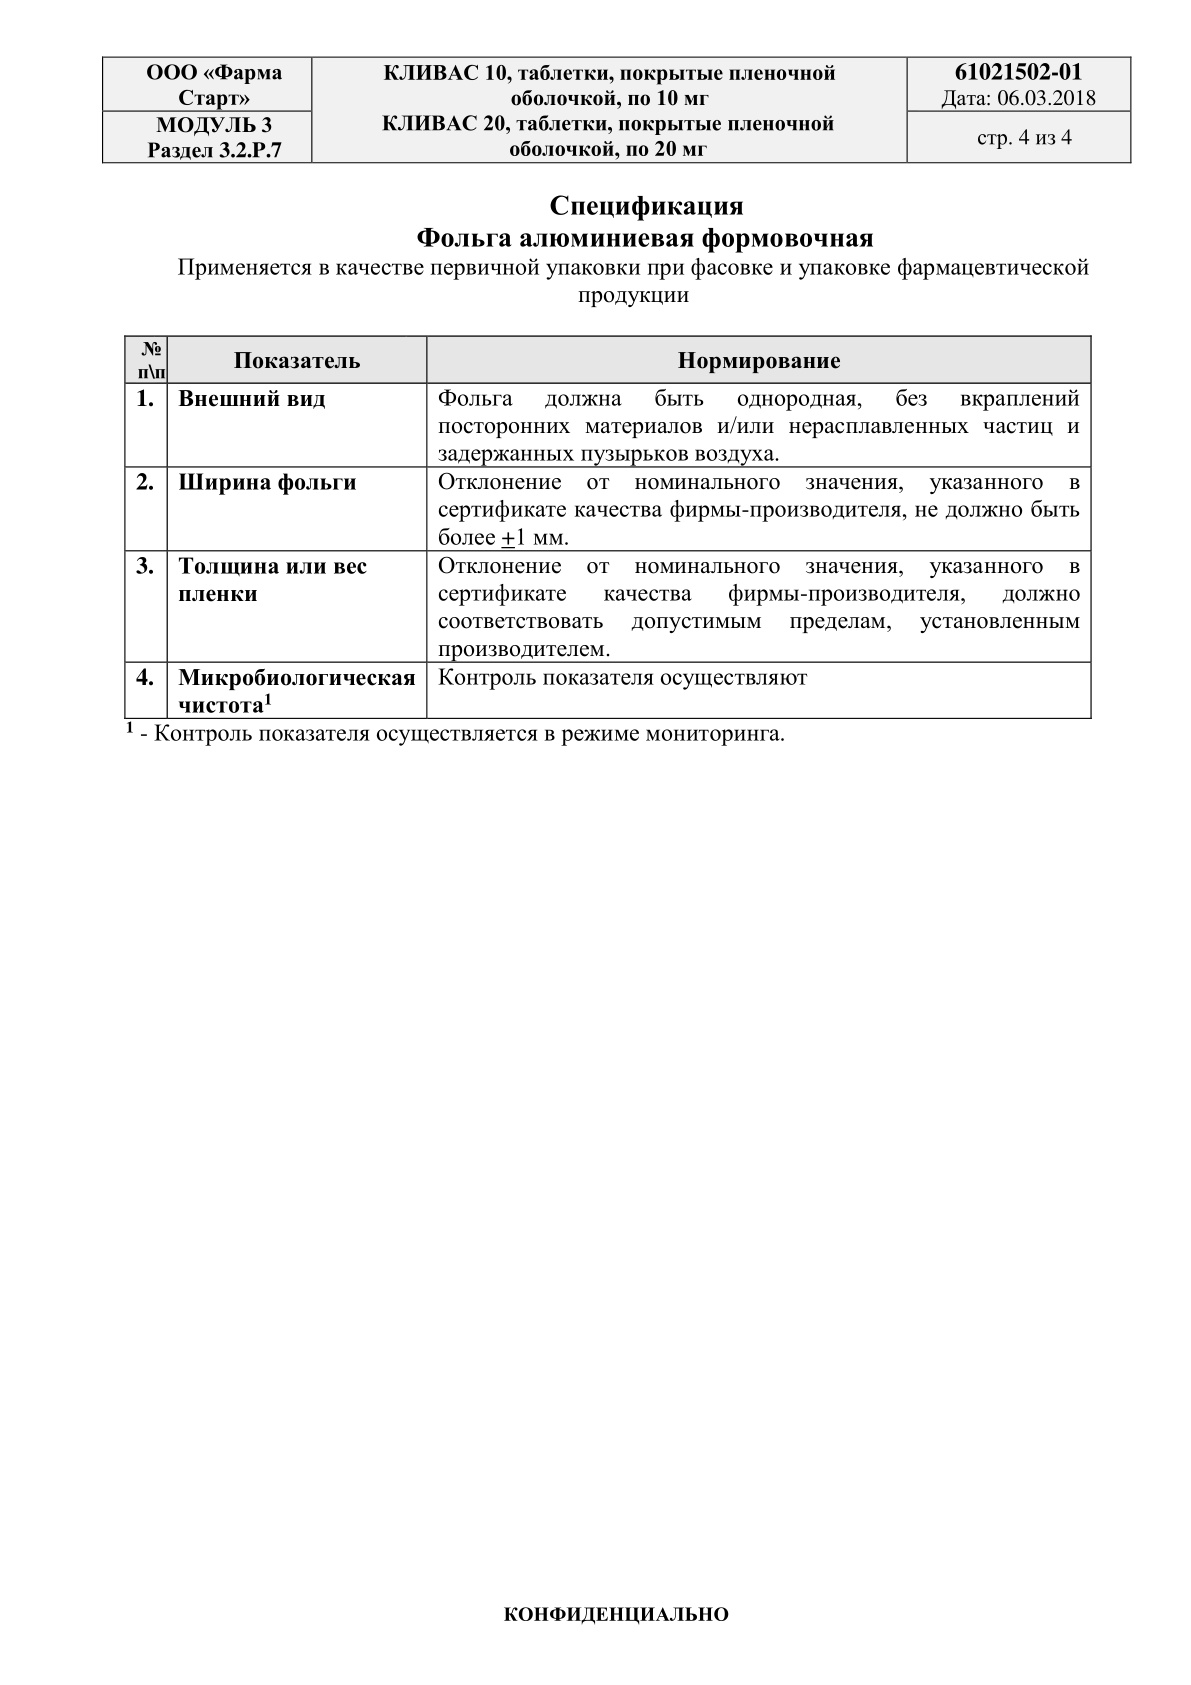 ООО «Фарма
Старт»
МОДУЛЬ 3
Раздел 3.2.Р.7
КЛИВАС 10, таблетки, покрытые пленочной
оболочкой, по 10 мг
КЛИВАС 20, таблетки, покрытые пленочной
оболочкой, по 20 мг
61021502-01
Дата: 06.03.2018
стр. 4 из 4
Спецификация
Фольга алюминиевая формовочная
Применяется в качестве первичной упаковки при фасовке и упаковке фармацевтической
продукции
№
п\п
Показатель
Нормирование
1.
Внешний вид
Фольга должна быть однородная, без вкраплений
посторонних материалов и/или нерасплавленных частиц и
задержанных пузырьков воздуха.
2.
Ширина фольги
Отклонение от номинального значения, указанного в
сертификате качества фирмы-производителя, не должно быть
более +1 мм.
3.
Толщина или вес
пленки
Отклонение от номинального значения, указанного в
сертификате качества фирмы-производителя, должно
соответствовать допустимым пределам, установленным
производителем.
4.
Микробиологическая
чистота¹
Контроль показателя осуществляют
¹ - Контроль показателя осуществляется в режиме мониторинга.
КОНФИДЕНЦИАЛЬНО